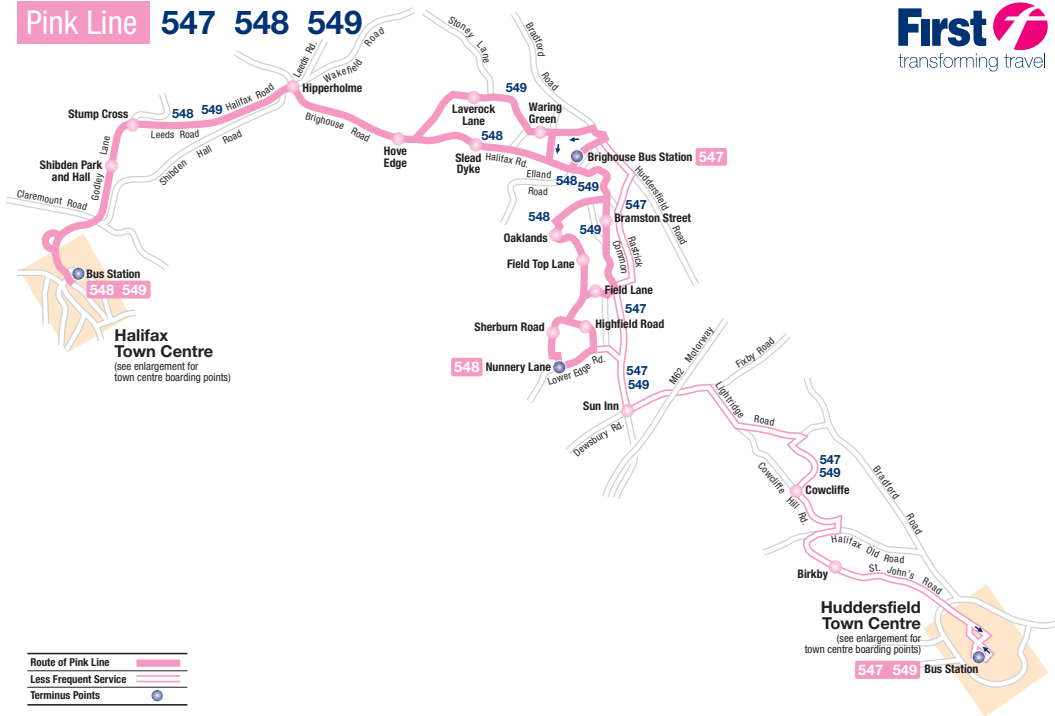 Pink Line 547 548 549
First
transforming travel
Stoney Lane
Bradford Road
Leeds Rd.
Wakefield Road
Hipperholme
Stump Cross
548
549
Halifax Road
Leeds Road
Shibden Hall Road
Brighouse Road
Laverock
Lane
549
Waring
Green
Hove
Edge
548
Slead
Dyke
Halifax Rd.
Brighouse Bus Station 547
Shibden Park
and Hall
Godley Lane
Claremount Road
Elland
Road
548
549
Huddersfield Road
547
Bramston Street
548
549
Oaklands
Rastrick
Common
Field Top Lane
Bus Station
548 549
Field Lane
547
Halifax
Town Centre
(see enlargement for
town centre boarding points)
Sherburn Road
Highfield Road
548 Nunnery Lane
Lower Edge Rd.
547
549
M62 Motorway
Fixby Road
Sun Inn
Dewsbury Rd.
Lightridge Road
547
549
Cowcliffe
Cowcliffe Hill Rd.
Bradford Road
Halifax Old Road
Birkby
St. John's Road
Huddersfield
Town Centre
(see enlargement for
town centre boarding points)
547 549 Bus Station
Route of Pink Line
Less Frequent Service
Terminus Points